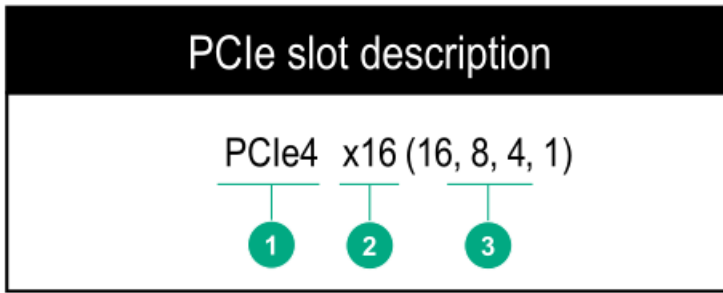 PCIe slot description
PCIe4 x16 (16, 8, 4, 1)
1 2 3